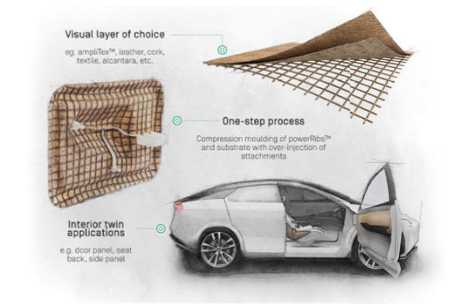 Visual layer of choice
eg. ampliTex™, leather, cork,
textile, alcantara, etc.
One-step process
Compression moulding of powerRibs™
and substrate with over-injection of
attachments
Interior twin
applications
e.g. door panel, seat
back, side panel